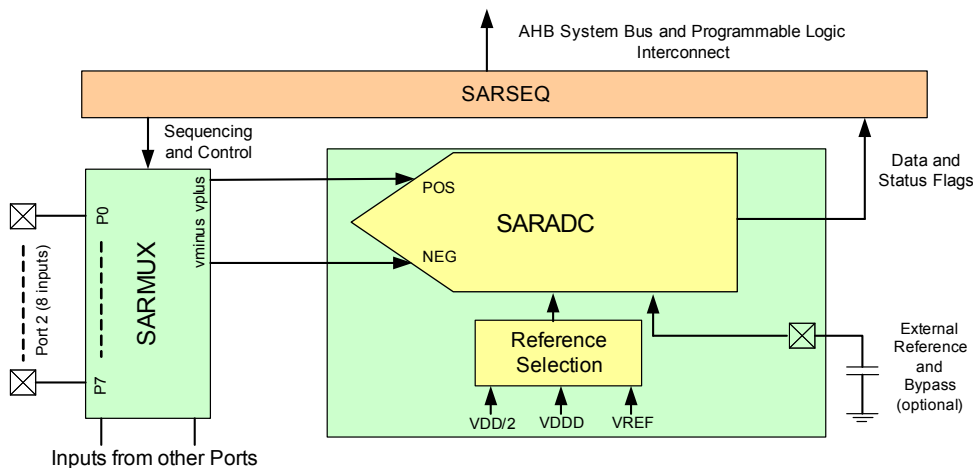 AHB System Bus and Programmable Logic
Interconnect
SARSEQ
Sequencing
and Control
Data and
Status Flags
vminus vplus
POS
NEG
SARADC
P0
Port 2 (8 inputs)
SARMUX
P7
Reference
Selection
External
Reference
and
Bypass
(optional)
VDD/2
VDDD
VREF
Inputs from other Ports